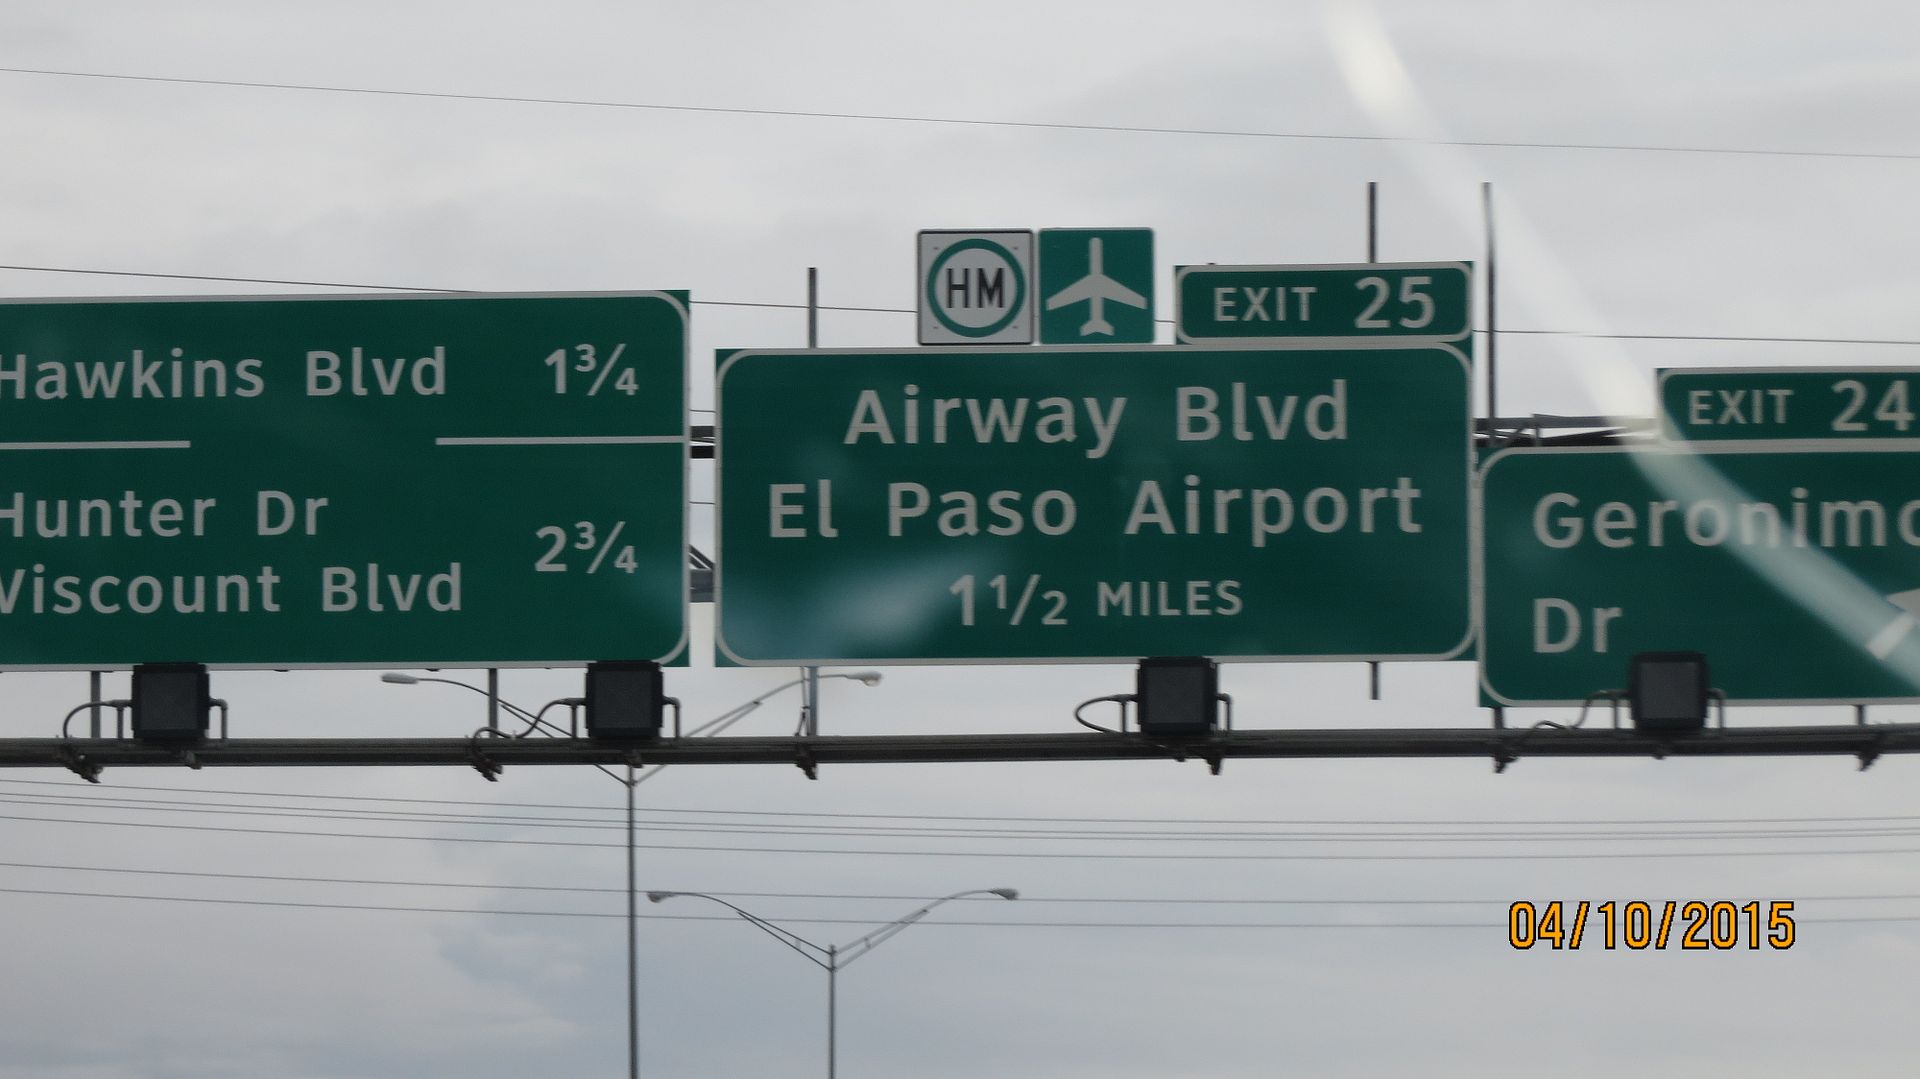 Hawkins Blvd 1¾
Hunter Dr
Viscount Blvd
2¾
HM
EXIT 25
Airway Blvd
El Paso Airport
1½ MILES
EXIT 24
Geronimo
Dr
04/10/2015